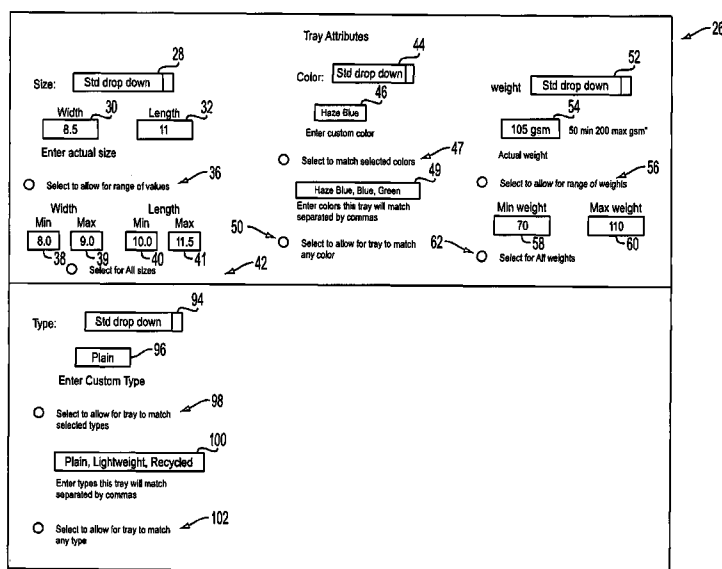 26
Tray Attributes
28
Size: Std drop down
Width 30 Length 32
8.5 11
Enter actual size
Select to allow for range of values 36
Width Length
Min Max Min Max
8.0 9.0 10.0 11.5
38 39 40 41
Select for All sizes 42
44
Color: Std drop down
46
Haze Blue
Enter custom color
Select to match selected colors 47
49
Haze Blue, Blue, Green
Enter colors this tray will match
separated by commas
50
Select to allow for tray to match
any color
52
weight Std drop down
54
105 gsm 50 min 200 max gsm"
Actual weight
56
Select to allow for range of weights
Min weight Max weight
70 110
58 60
62
Select for All weights
94
Type: Std drop down
Plain 96
Enter Custom Type
Select to allow for tray to match
selected types
98
100
Plain, Lightweight, Recycled
Enter types this tray will match
separated by commas
Select to allow for tray to match
any type
102